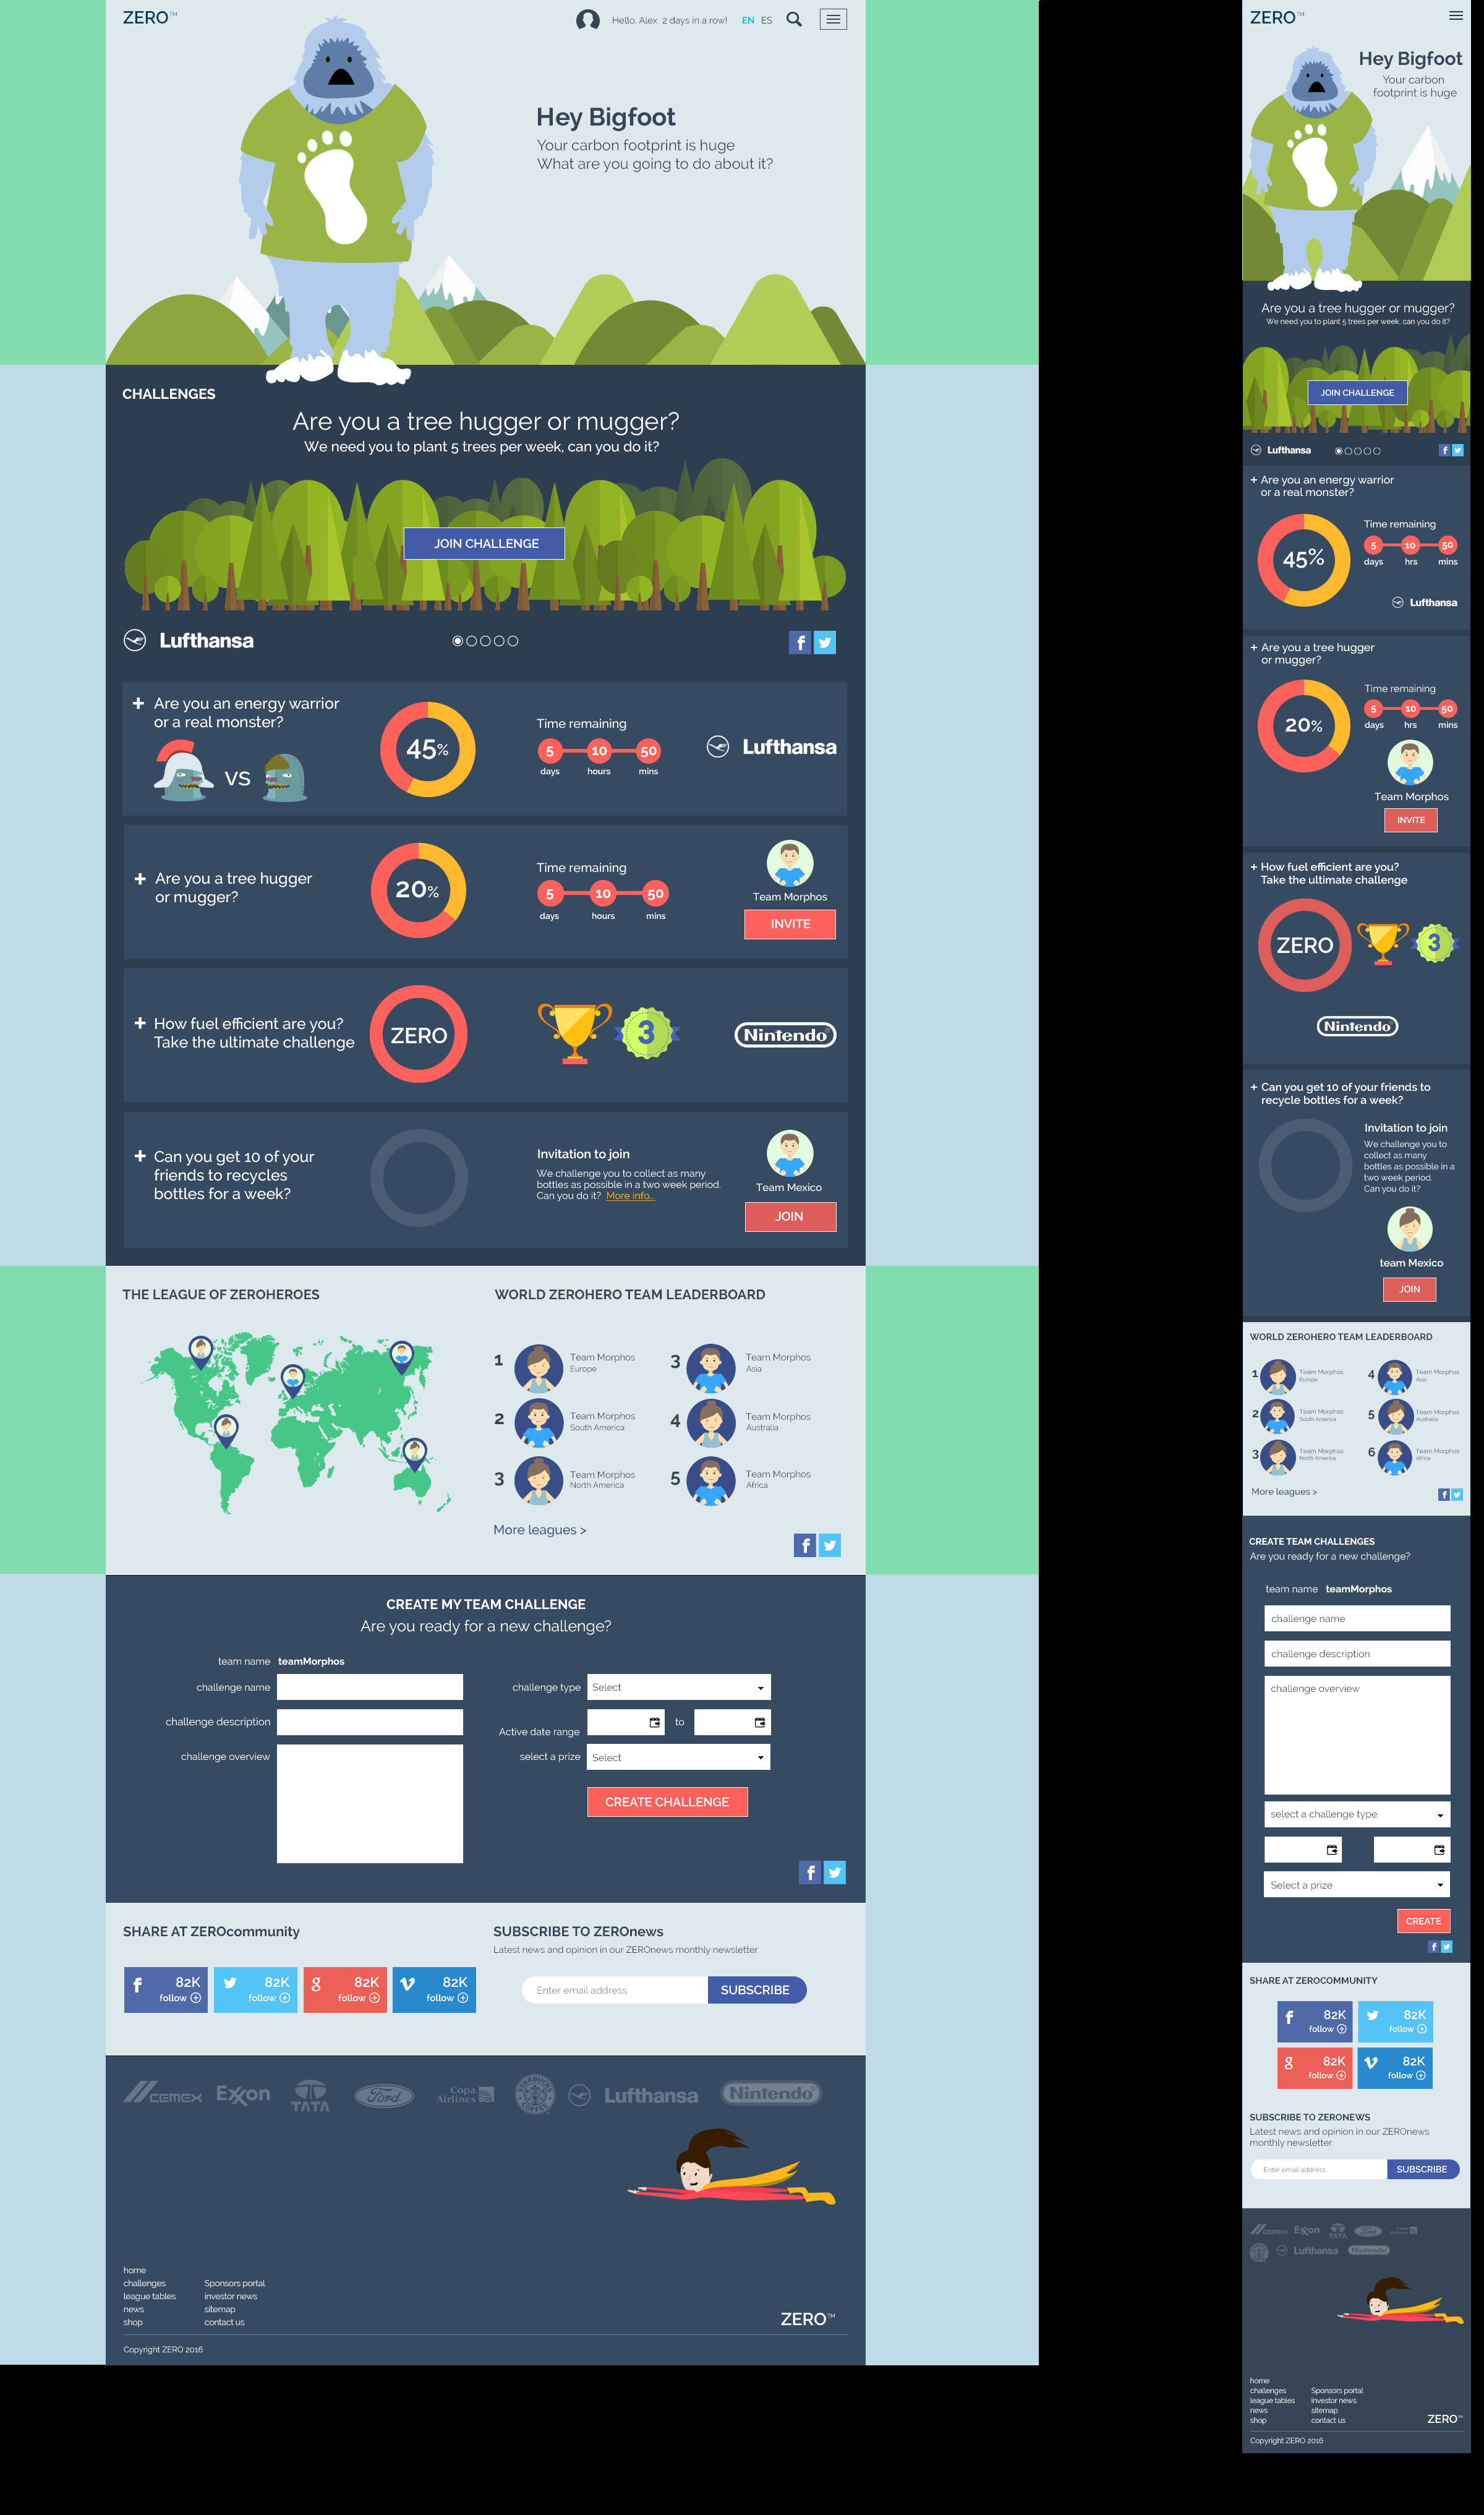 ZERO™
Hello, Alex 2 days in a row!
EN ES
Hey Bigfoot
Your carbon footprint is huge
What are you going to do about it?
CHALLENGES
Are you a tree hugger or mugger?
We need you to plant 5 trees per week, can you do it?
JOIN CHALLENGE
Lufthansa
f
+ Are you an energy warrior
or a real monster?
VS
45%
Time remaining
5 10 50
days hours mins
Lufthansa
+ Are you a tree hugger
or mugger?
20%
Time remaining
5 10 50
days hours mins
Team Morphos
INVITE
+ How fuel efficient are you?
Take the ultimate challenge
ZERO
3
Nintendo®
+ Can you get 10 of your
friends to recycles
bottles for a week?
Invitation to join
We challenge you to collect as many
bottles as possible in a two week period.
Can you do it? More info...
Team Mexico
JOIN
THE LEAGUE OF ZEROHEROES
WORLD ZEROHERO TEAM LEADERBOARD
1 Team Morphos
Europe
2 Team Morphos
South America
3 Team Morphos
North America
3 Team Morphos
Asia
4 Team Morphos
Australia
5 Team Morphos
Africa
More leagues >
f
CREATE MY TEAM CHALLENGE
Are you ready for a new challenge?
team name teamMorphos
challenge name
challenge description
challenge overview
challenge type Select
Active date range to
select a prize Select
CREATE CHALLENGE
f
SHARE AT ZEROcommunity
f 82K
follow +
82K
follow +
g 82K
follow +
v 82K
follow +
SUBSCRIBE TO ZEROnews
Latest news and opinion in our ZEROnews monthly newsletter
Enter email address SUBSCRIBE
CEMEX Exxon TATA Ford Copa Airlines STARBUCKS COFFEE Lufthansa Nintendo
home
challenges
league tables
news
shop
Sponsors portal
investor news
sitemap
contact us
ZERO™
Copyright ZERO 2016
ZERO™
Hey Bigfoot
Your carbon
footprint is huge
Are you a tree hugger or mugger?
We need you to plant 5 trees per week, can you do it?
JOIN CHALLENGE
Lufthansa
f
+ Are you an energy warrior
or a real monster?
45%
Time remaining
5 10 50
days hrs mins
Lufthansa
+ Are you a tree hugger
or mugger?
20%
Time remaining
5 10 50
days hrs mins
Team Morphos
INVITE
+ How fuel efficient are you?
Take the ultimate challenge
ZERO
3
Nintendo
+ Can you get 10 of your friends to
recycle bottles for a week?
Invitation to join
We challenge you to
collect as many
bottles as possible in a
two week period.
Can you do it?
team Mexico
JOIN
WORLD ZEROHERO TEAM LEADERBOARD
1 Team Morphos
Europe
2 Team Morphos
South America
3 Team Morphos
North America
4 Team Morphos
Asia
5 Team Morphos
Australia
6 Team Morphos
Africa
More leagues >
f
CREATE TEAM CHALLENGES
Are you ready for a new challenge?
team name teamMorphos
challenge name
challenge description
challenge overview
select a challenge type
Select a prize
CREATE
f
SHARE AT ZEROCOMMUNITY
f 82K
follow +
82K
follow +
g 82K
follow +
v 82K
follow +
SUBSCRIBE TO ZERONEWS
Latest news and opinion in our ZEROnews
monthly newsletter.
Enter email address SUBSCRIBE
CEMEX Exxon TATA Ford
Lufthansa Nintendo
home
challenges
league tables
news
shop
Sponsors portal
investor news
sitemap
contact us
ZERO™
Copyright ZERO 2016